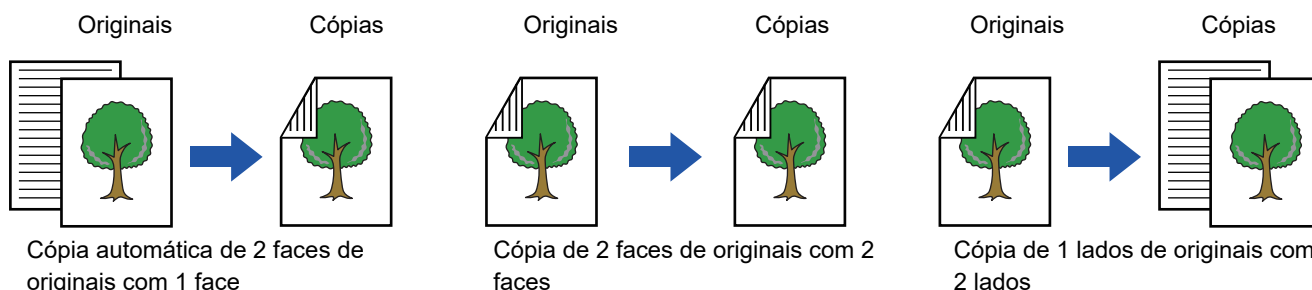 Originais
Cópias
Originais
Cópias
Originais
Cópias
Cópia automática de 2 faces de
originais com 1 face
Cópia de 2 faces de originais com 2
faces
Cópia de 1 lados de originais com
2 lados